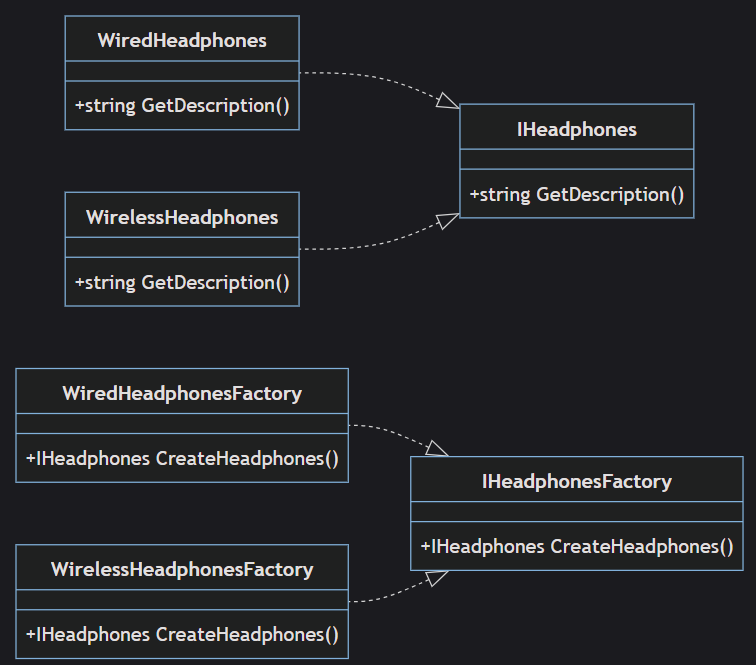 WiredHeadphones
+string GetDescription()
IHeadphones
+string GetDescription()
WirelessHeadphones
+string GetDescription()
WiredHeadphonesFactory
+IHeadphones CreateHeadphones()
IHeadphonesFactory
+IHeadphones CreateHeadphones()
WirelessHeadphonesFactory
+IHeadphones CreateHeadphones()